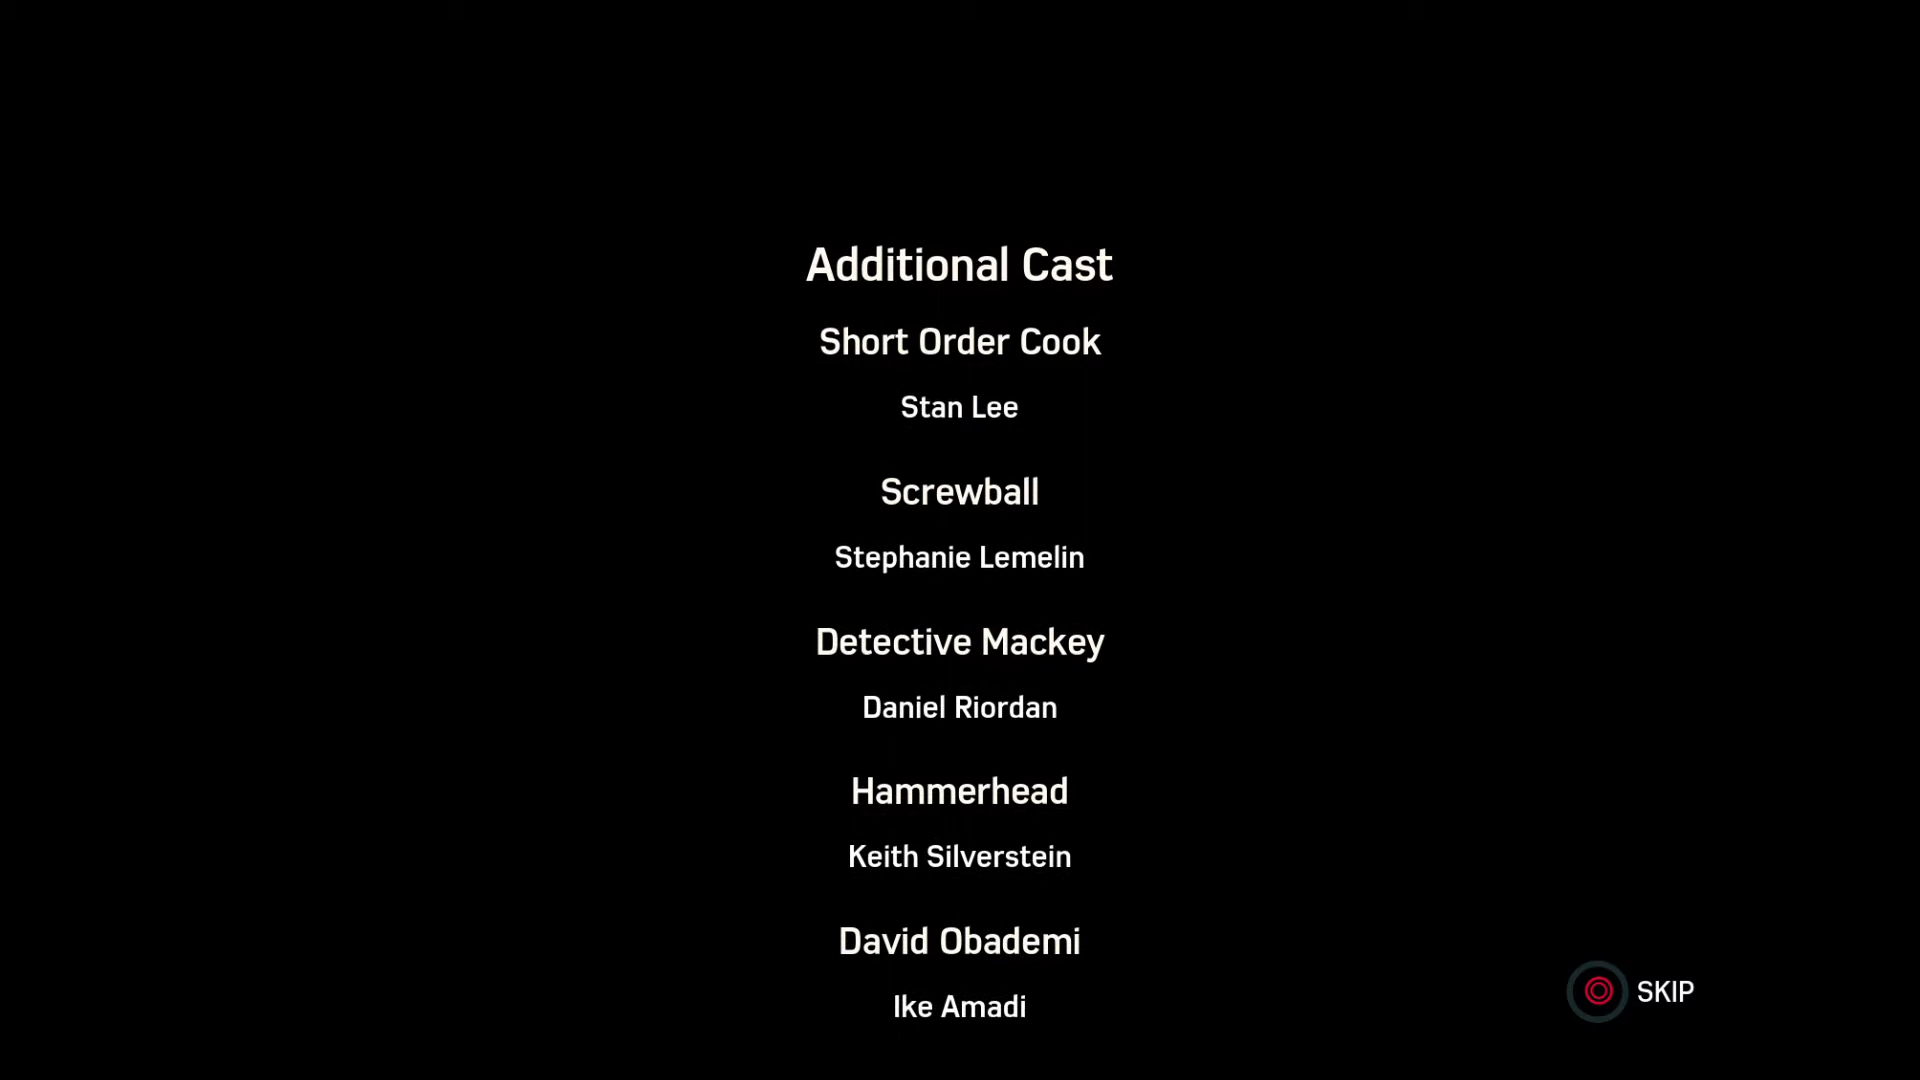 Additional Cast
Short Order Cook
Stan Lee
Screwball
Stephanie Lemelin
Detective Mackey
Daniel Riordan
Hammerhead
Keith Silverstein
David Obademi
Ike Amadi
SKIP